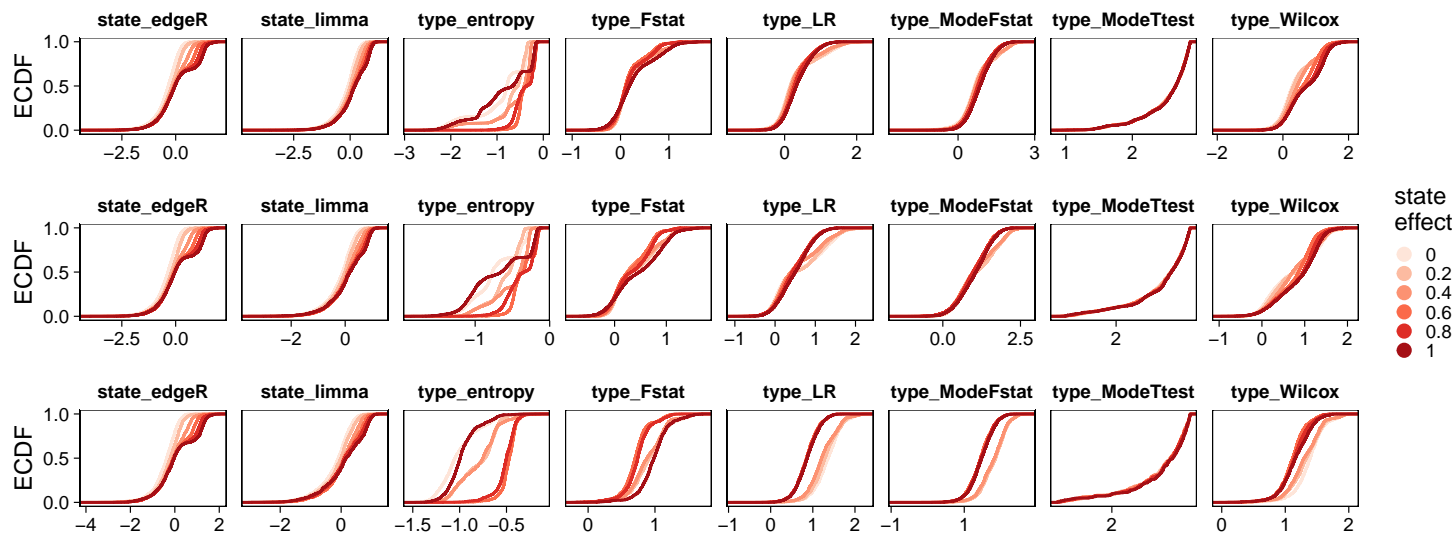 state_edgeR state_limma type_entropy type_Fstat type_LR type_ModeFstat type_ModeTtest type_Wilcox
1.0
0.5
0.0
ECDF
−2.5 0.0 −2.5 0.0 −3 −2 −1 0 −1 0 1 0 2 0 3 1 2 −2 0 2
state_edgeR state_limma type_entropy type_Fstat type_LR type_ModeFstat type_ModeTtest type_Wilcox
1.0
0.5
0.0
ECDF
−2.5 0.0 −2 0 −1 0 0 1 −1 0 1 2 0.0 2.5 2 −1 0 1 2
state_edgeR state_limma type_entropy type_Fstat type_LR type_ModeFstat type_ModeTtest type_Wilcox
1.0
0.5
0.0
ECDF
−4 −2 0 2 −2 0 −1.5 −1.0 −0.5 0 1 −1 0 1 2 −1 1 2 0 1 2
state
effect
0
0.2
0.4
0.6
0.8
1